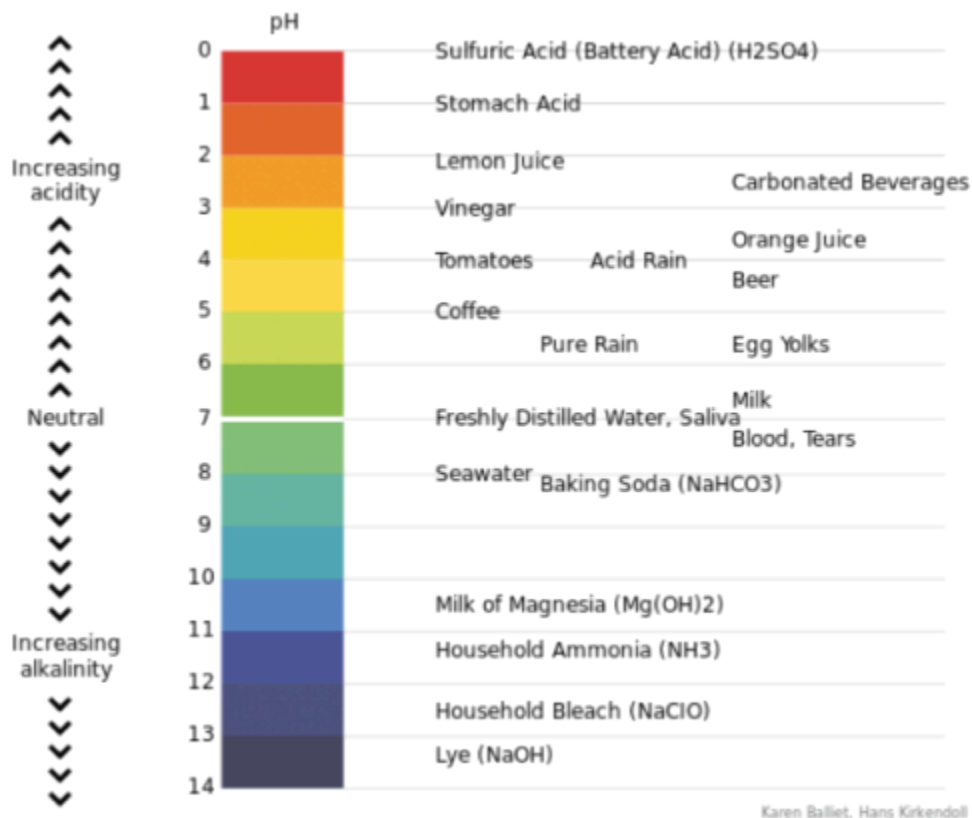 pH
0
Sulfuric Acid (Battery Acid) (H2SO4)
1
Stomach Acid
Increasing
acidity
2
Lemon Juice
Carbonated Beverages
3
Vinegar
Orange Juice
4
Tomatoes
Acid Rain
Beer
5
Coffee
Pure Rain
Egg Yolks
6
Milk
Neutral
7
Freshly Distilled Water, Saliva
Blood, Tears
8
Seawater
Baking Soda (NaHCO3)
9
10
Milk of Magnesia (Mg(OH)2)
11
Increasing
alkalinity
Household Ammonia (NH3)
12
Household Bleach (NaClO)
13
Lye (NaOH)
14
Karen Balliet, Hans Kirkendoll